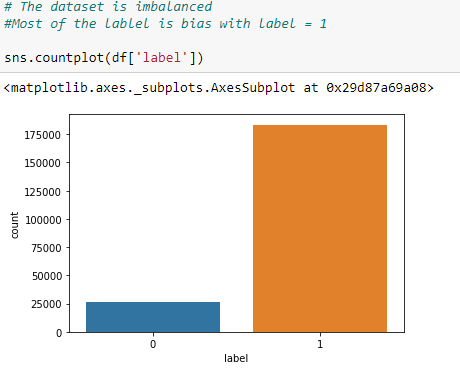 # The dataset is imbalanced
#Most of the lablel is bias with label = 1
sns.countplot(df['label'])
<matplotlib.axes._subplots.AxesSubplot at 0x29d87a69a08>
175000
150000
125000
100000
75000
50000
25000
0
count
0 1
label